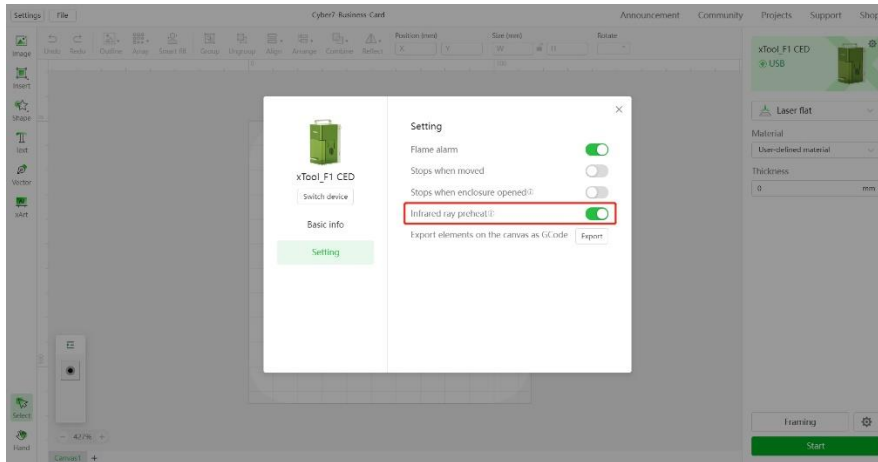 Settings File Cyber7 Business Card Announcement Community Projects Support Shop
Image Undo Redo Outline Array Smart fill Group Ungroup Align Arrange Combine Reflect
Position (mm) Size (mm) Rotate
X Y W H
Insert
Shape
Text
Vector
xArt
Select
Hand
427%
Canvas1 +
xTool_F1 CED
Switch device
Basic info
Setting
Setting
Flame alarm
Stops when moved
Stops when enclosure opened
Infrared ray preheat
Export elements on the canvas as GCode Export
xTool_F1 CED
USB
Laser flat
Material
User-defined material
Thickness
0 mm
Framing
Start